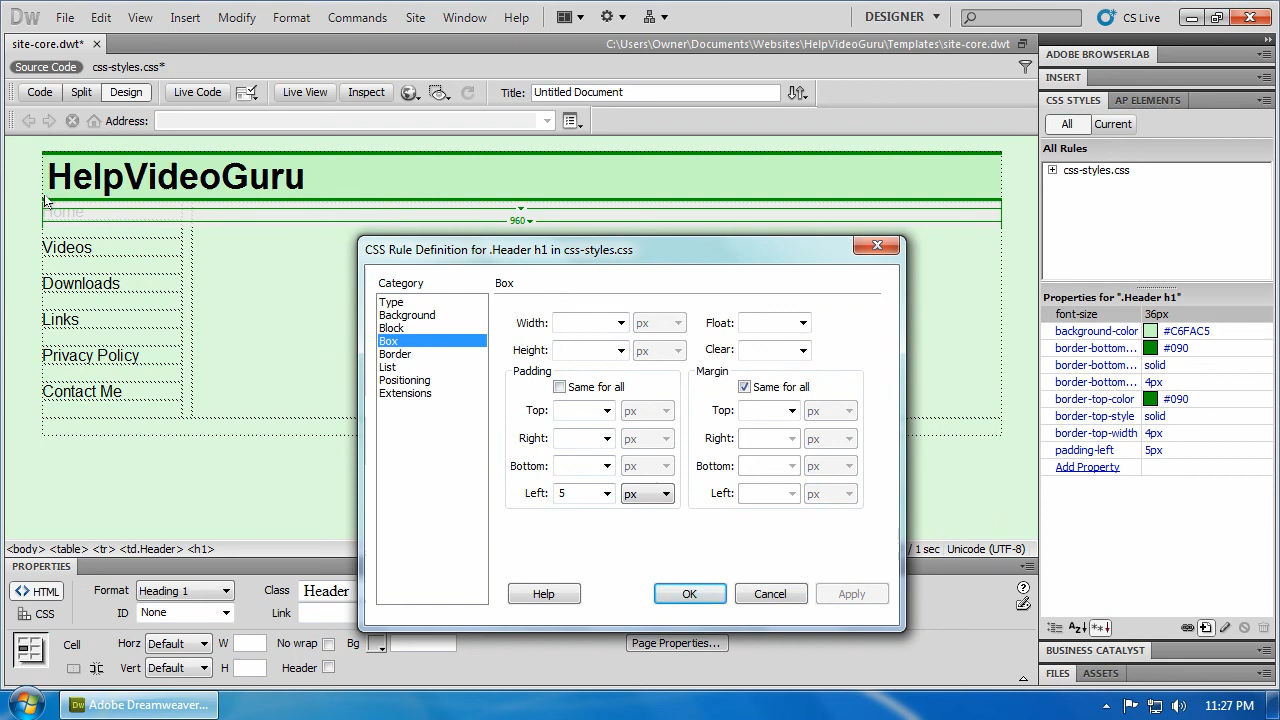 Dw File Edit View Insert Modify Format Commands Site Window Help DESIGNER CS Live
site-core.dwt* C:\Users\Owner\Documents\Websites\HelpVideoGuru\Templates\site-core.dwt
Source Code css-styles.css*
Code Split Design Live Code Live View Inspect Title: Untitled Document
Address:
HelpVideoGuru
Home
960
Videos
Downloads
Links
Privacy Policy
Contact Me
CSS Rule Definition for .Header h1 in css-styles.css
Category
Type
Background
Block
Box
Border
List
Positioning
Extensions
Box
Width: px Float:
Height: px Clear:
Padding Margin
Same for all Same for all
Top: px Top: px
Right: px Right: px
Bottom: px Bottom: px
Left: 5 px Left: px
Help OK Cancel Apply
ADOBE BROWSERLAB
INSERT
CSS STYLES AP ELEMENTS
All Current
All Rules
css-styles.css
Properties for ".Header h1"
font-size 36px
background-color #C6FAC5
border-bottom... #090
border-bottom... solid
border-bottom... 4px
border-top-color #090
border-top-style solid
border-top-width 4px
padding-left 5px
Add Property
BUSINESS CATALYST
FILES ASSETS
<body> <table> <tr> <td.Header> <h1> / 1 sec Unicode (UTF-8)
PROPERTIES
HTML Format Heading 1 Class Header
CSS ID None Link
Cell Horz Default W No wrap Bg Page Properties...
Vert Default H Header
Adobe Dreamweaver... 11:27 PM